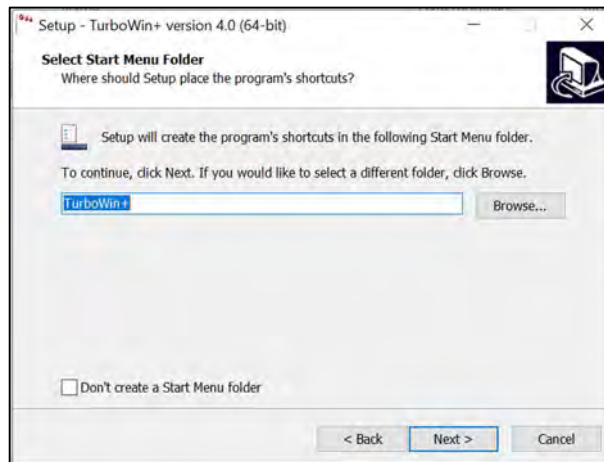 Setup - TurboWin+ version 4.0 (64-bit)
Select Start Menu Folder
Where should Setup place the program's shortcuts?
Setup will create the program's shortcuts in the following Start Menu folder.
To continue, click Next. If you would like to select a different folder, click Browse.
TurboWin+
Browse...
Don't create a Start Menu folder
< Back
Next >
Cancel